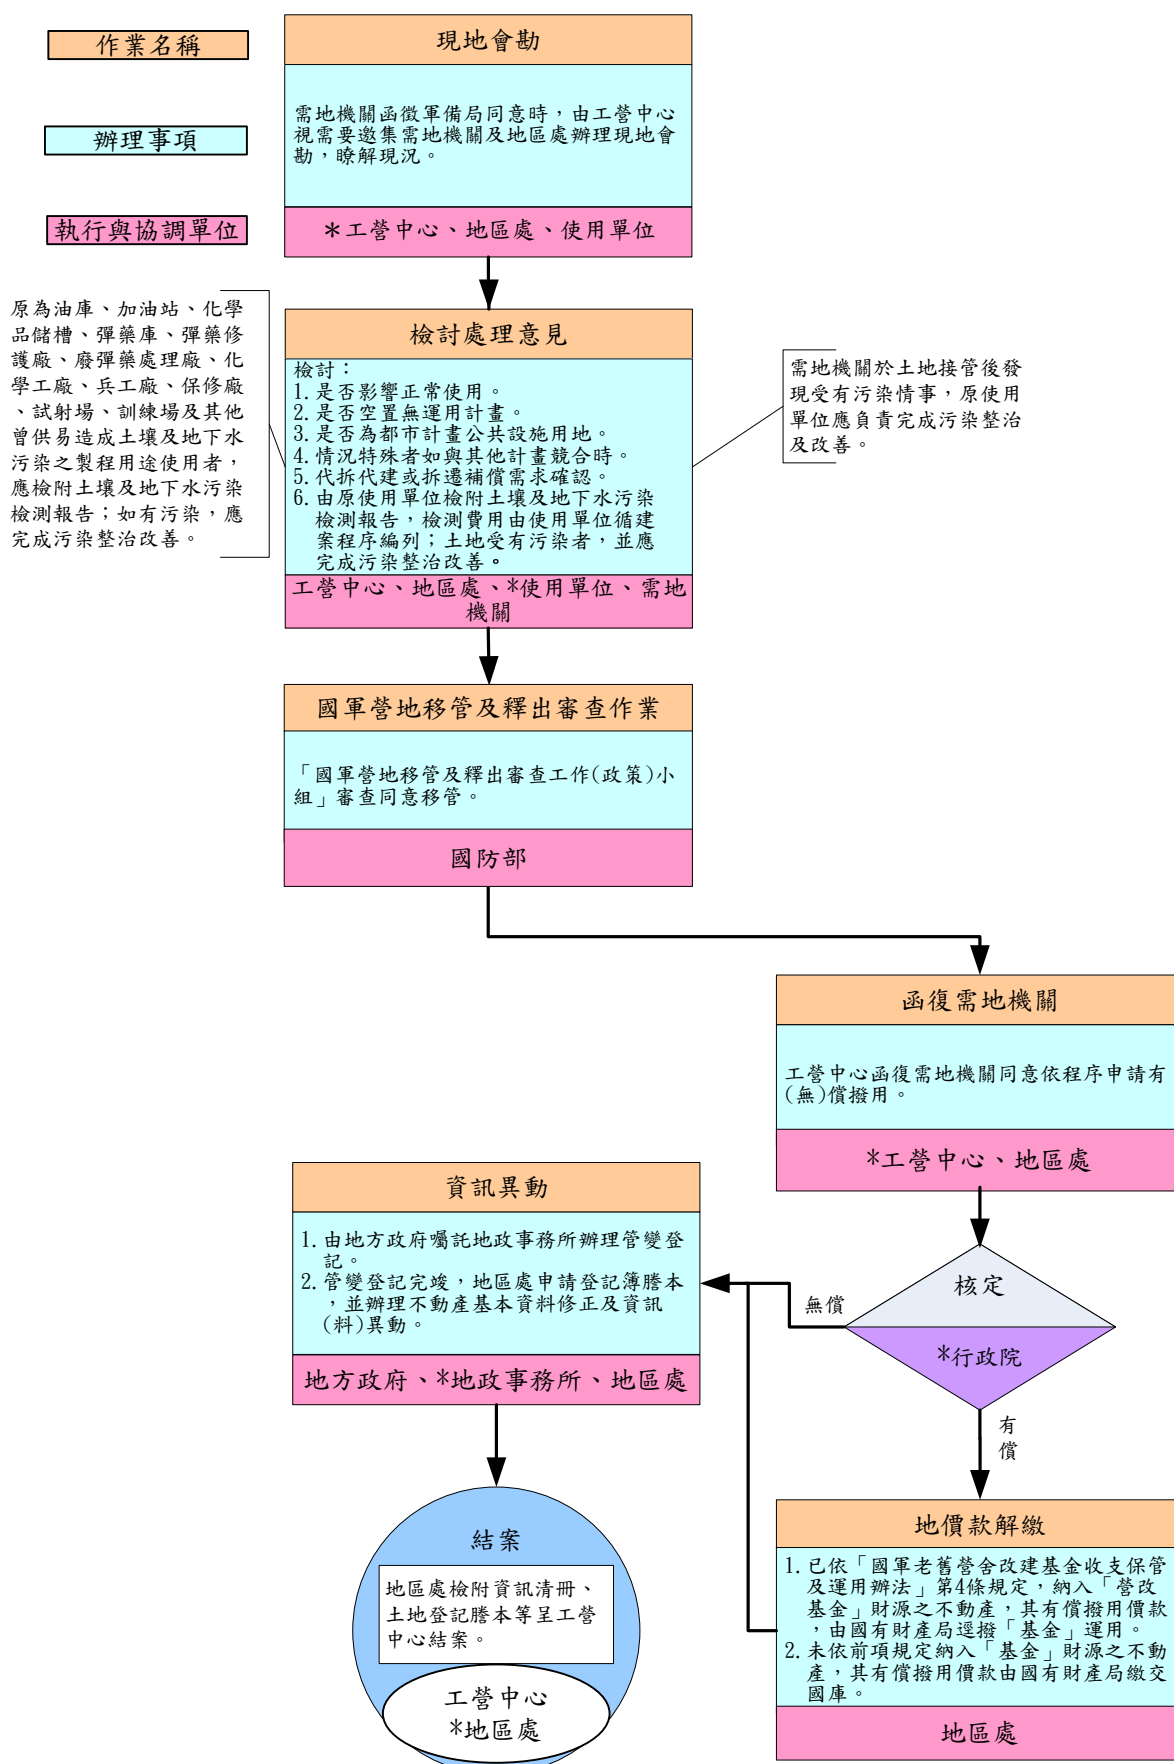 作業名稱
辦理事項
執行與協調單位
現地會勘
需地機關函徵軍備局同意時，由工營中心
視需要邀集需地機關及地區處辦理現地會
勘，瞭解現況。
＊工營中心、地區處、使用單位
原為油庫、加油站、化學
品儲槽、彈藥庫、彈藥修
護廠、廢彈藥處理廠、化
學工廠、兵工廠、保修廠
、試射場、訓練場及其他
曾供易造成土壤及地下水
污染之製程用途使用者，
應檢附土壤及地下水污染
檢測報告；如有污染，應
完成污染整治改善。
檢討處理意見
檢討：
1.是否影響正常使用。
2.是否空置無運用計畫。
3.是否為都市計畫公共設施用地。
4.情況特殊者如與其他計畫競合時。
5.代拆代建或拆遷補償需求確認。
6.由原使用單位檢附土壤及地下水污染
檢測報告，檢測費用由使用單位循建
案程序編列；土地受有污染者，並應
完成污染整治改善。
工營中心、地區處、*使用單位、需地
機關
需地機關於土地接管後發
現受有污染情事，原使用
單位應負責完成污染整治
及改善。
國軍營地移管及釋出審查作業
「國軍營地移管及釋出審查工作(政策)小
組」審查同意移管。
國防部
函復需地機關
工營中心函復需地機關同意依程序申請有
(無)償撥用。
*工營中心、地區處
核定
*行政院
無償
有
償
資訊異動
1.由地方政府囑託地政事務所辦理管變登
記。
2.管變登記完竣，地區處申請登記簿謄本
，並辦理不動產基本資料修正及資訊
(料)異動。
地方政府、*地政事務所、地區處
結案
地區處檢附資訊清冊、
土地登記謄本等呈工營
中心結案。
工營中心
*地區處
地價款解繳
1.已依「國軍老舊營舍改建基金收支保管
及運用辦法」第4條規定，納入「營改
基金」財源之不動產，其有償撥用價款
，由國有財產局逕撥「基金」運用。
2.未依前項規定納入「基金」財源之不動
產，其有償撥用價款由國有財產局繳交
國庫。
地區處